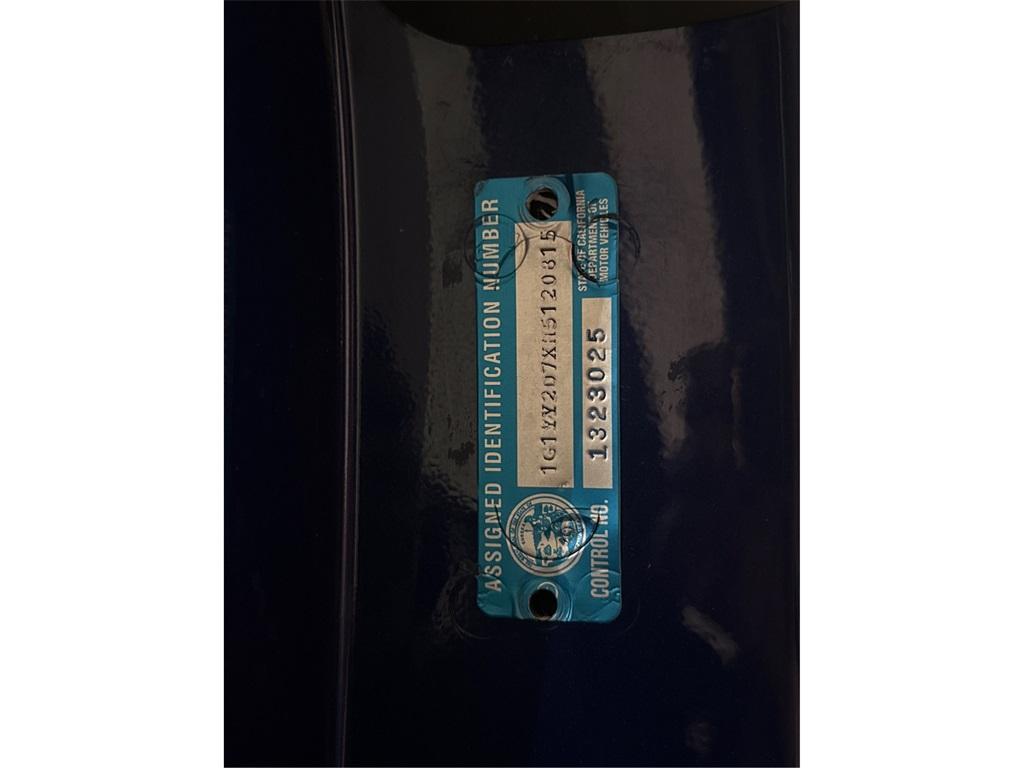 ASSIGNED IDENTIFICATION NUMBER
1G1YY207XH5120815
STATE OF CALIFORNIA
DEPARTMENT OF
MOTOR VEHICLES
CONTROL NO. 1323025